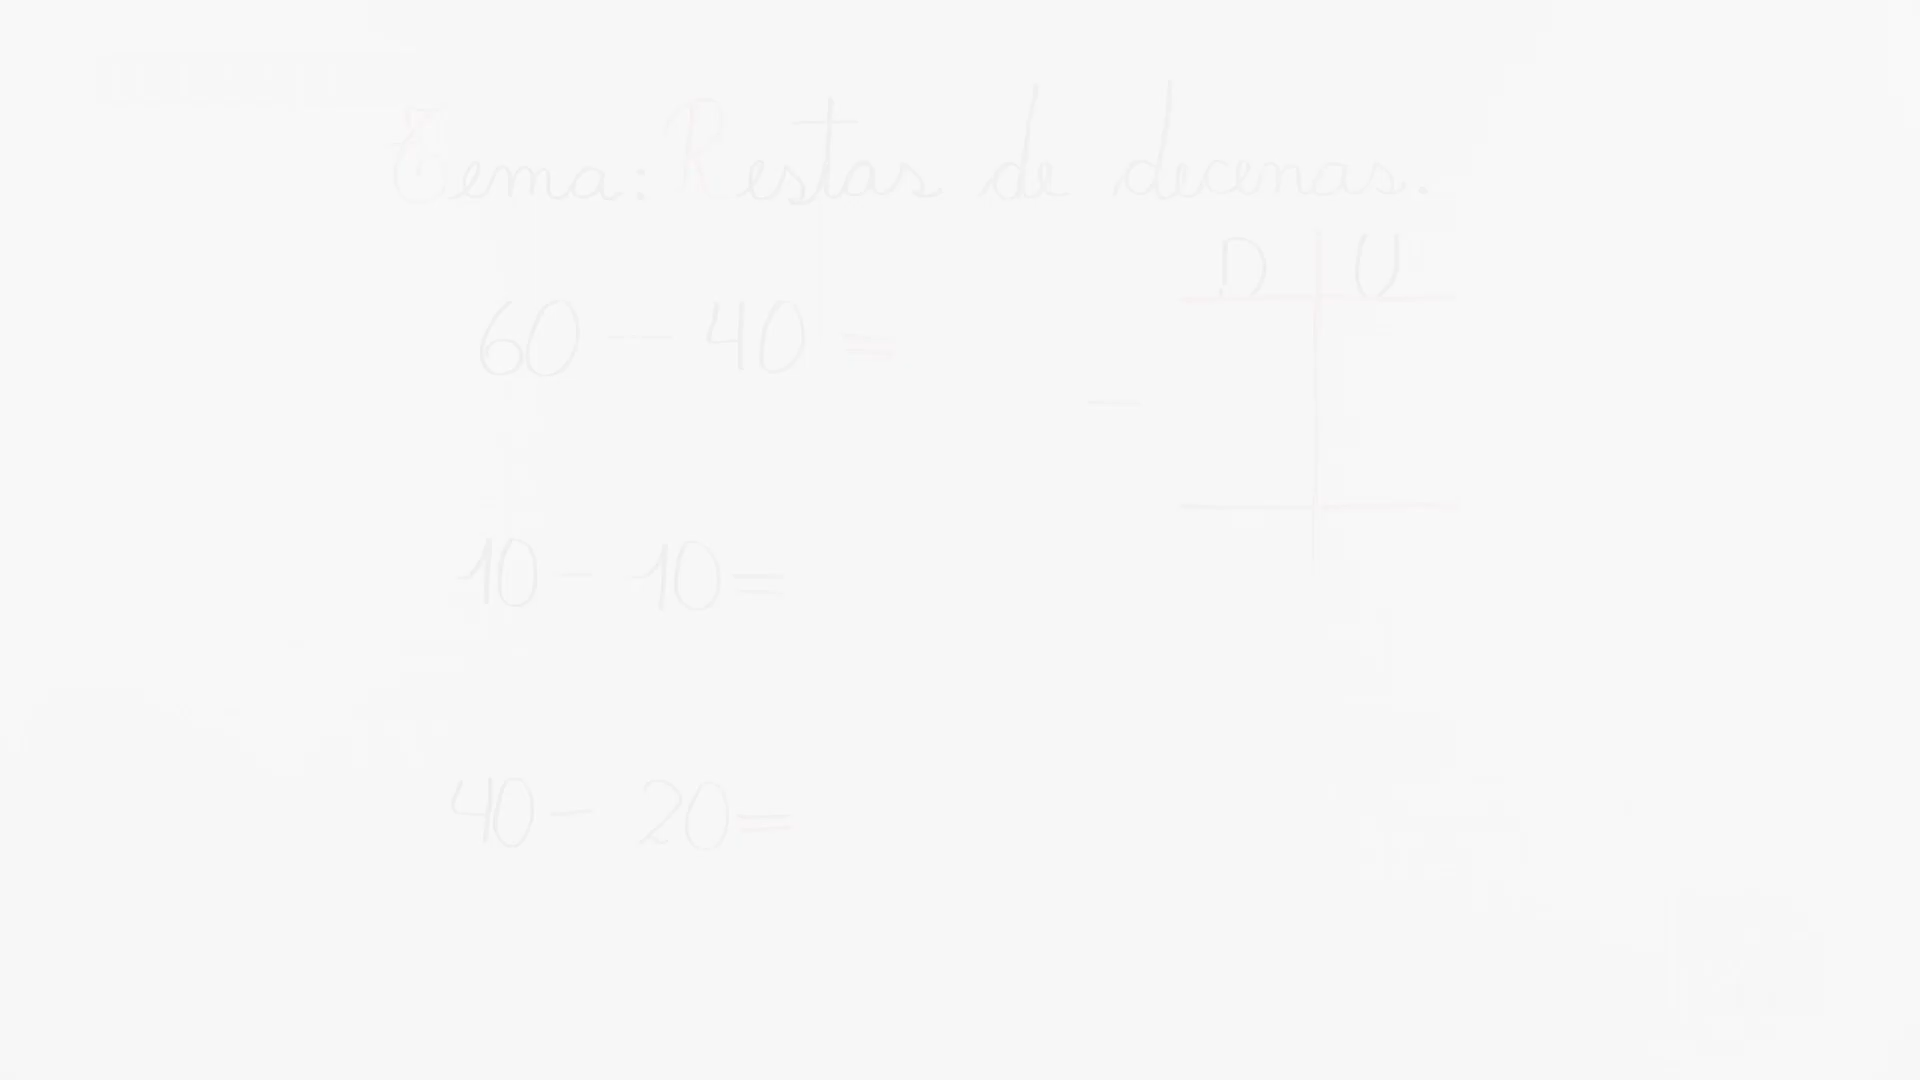 Tema: Restas de decenas.
D U
60 - 40 =
-
10 - 10 =
40 - 20 =